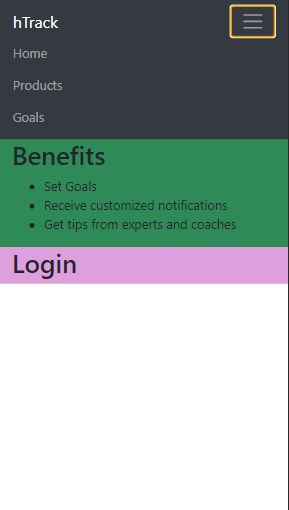 hTrack
Home
Products
Goals
Benefits
Set Goals
Receive customized notifications
Get tips from experts and coaches
Login